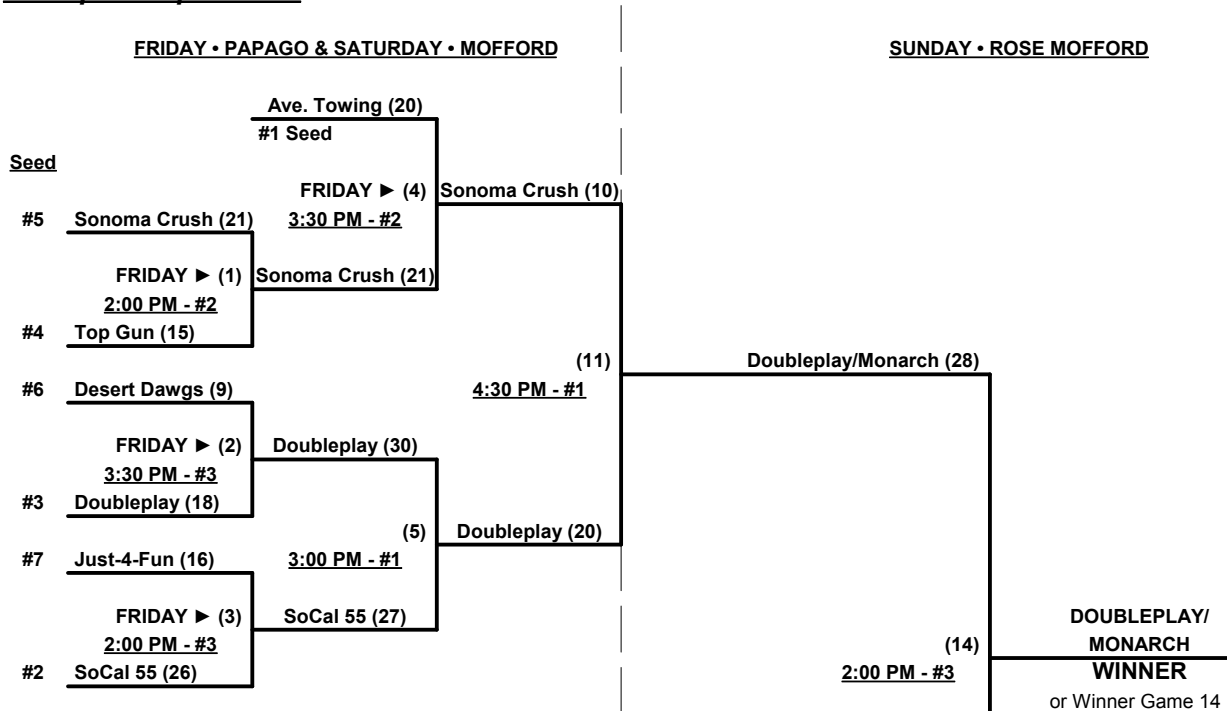 FRIDAY • PAPAGO & SATURDAY • MOFFORD
SUNDAY • ROSE MOFFORD
Ave. Towing (20)
#1 Seed
Seed
FRIDAY ► (4)
Sonoma Crush (10)
3:30 PM - #2
#5
Sonoma Crush (21)
FRIDAY ► (1)
Sonoma Crush (21)
2:00 PM - #2
#4
Top Gun (15)
(11)
Doubleplay/Monarch (28)
4:30 PM - #1
#6
Desert Dawgs (9)
FRIDAY ► (2)
Doubleplay (30)
3:30 PM - #3
#3
Doubleplay (18)
(5)
Doubleplay (20)
3:00 PM - #1
#7
Just-4-Fun (16)
FRIDAY ► (3)
SoCal 55 (27)
2:00 PM - #3
#2
SoCal 55 (26)
(14)
2:00 PM - #3
DOUBLEPLAY/
MONARCH
WINNER
or Winner Game 14